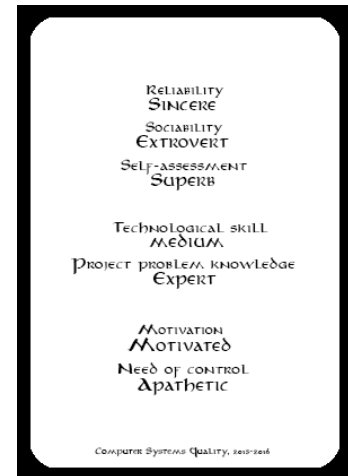 Reliability
Sincere
Sociability
Extrovert
Self-assessment
Superb
Technological skill
medium
Project problem knowledge
Expert
Motivation
Motivated
Need of control
Apathetic
Computer Systems Quality, 2015-2016